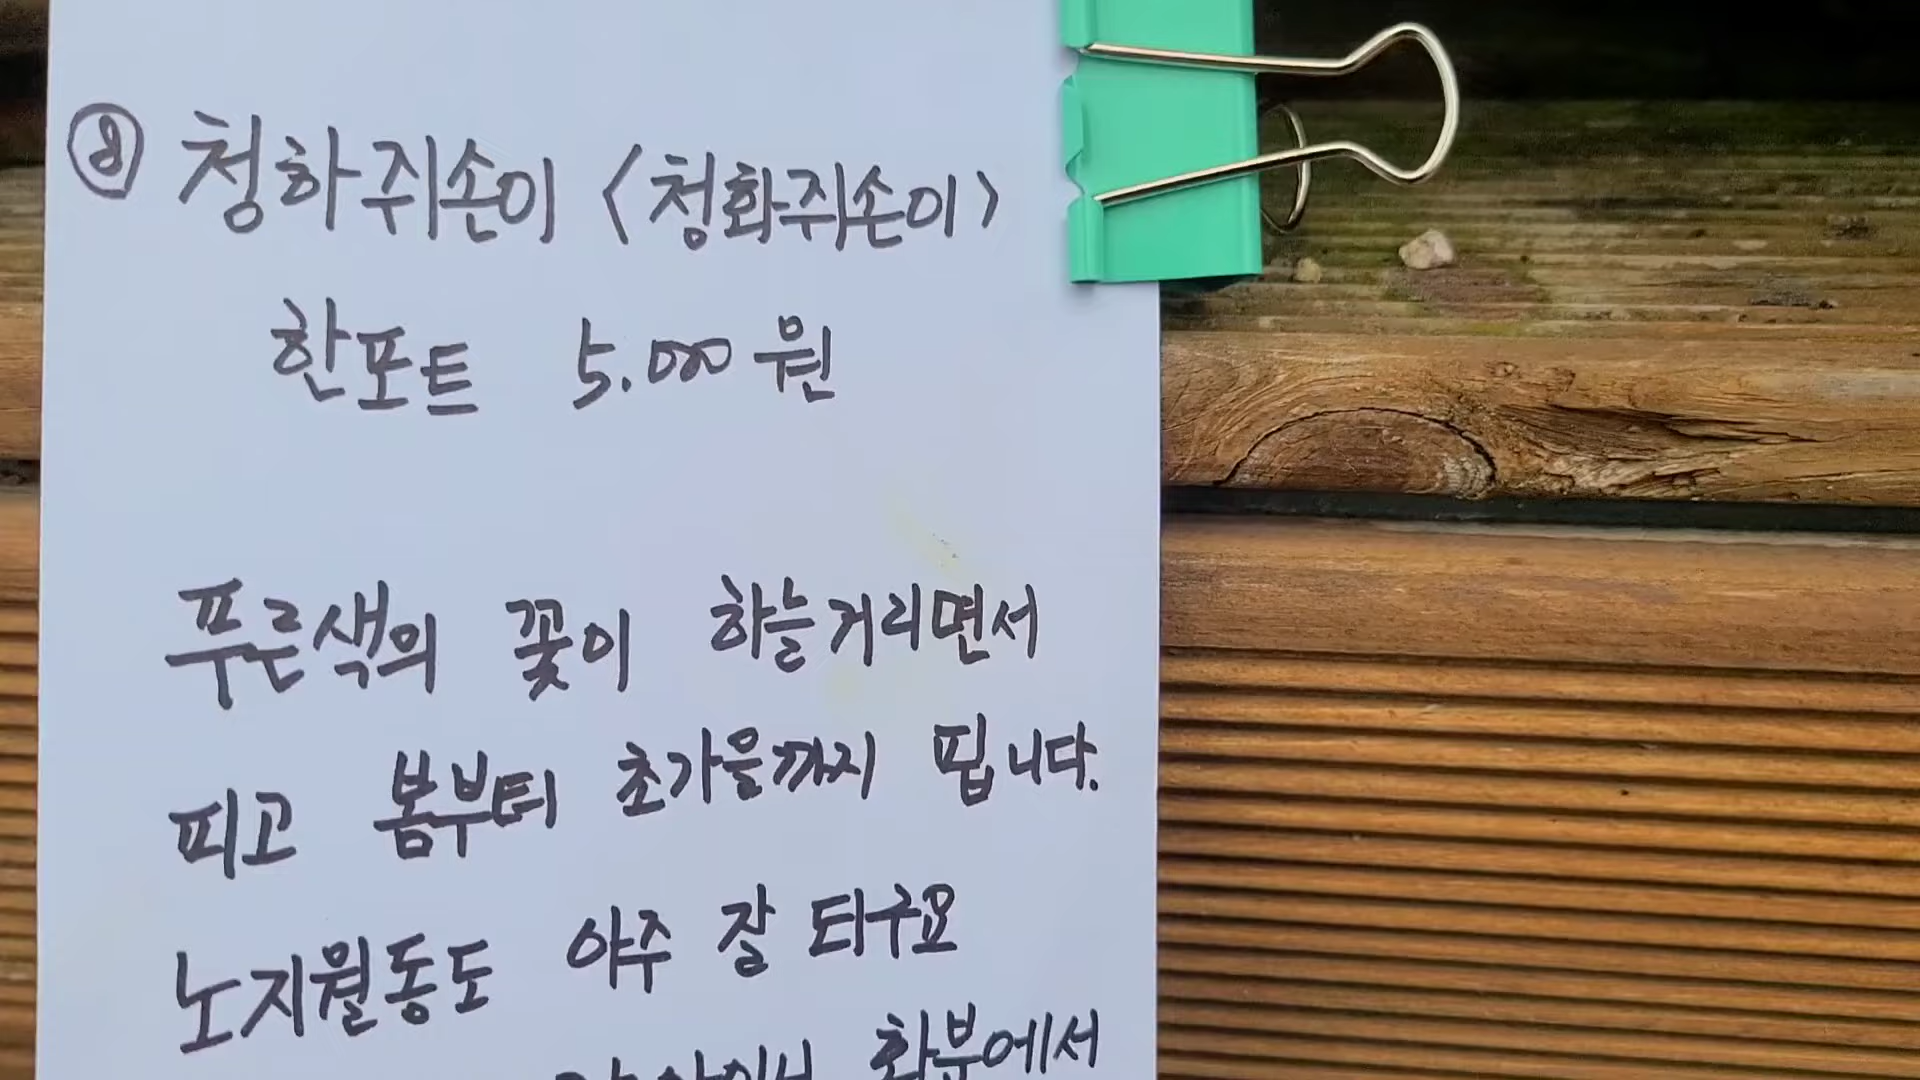 ⑧ 청하쥐손이 <청화쥐손이>
한포트 5.000원
푸른색의 꽃이 하늘거리면서
피고 봄부터 초가을까지 핍니다.
노지월동도 아주 잘 되구요
화분에서